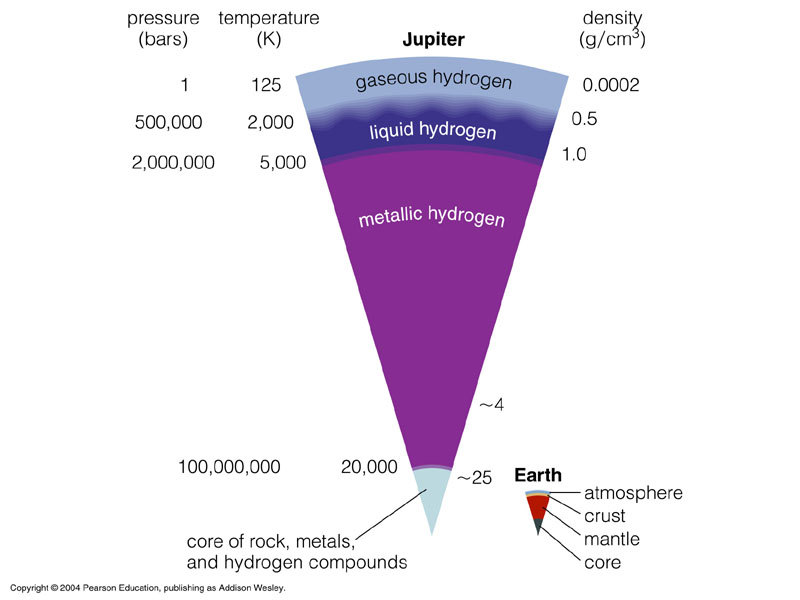 pressure
(bars)
temperature
(K)
Jupiter
density
(g/cm³)
1
125
gaseous hydrogen
0.0002
500,000
2,000
liquid hydrogen
0.5
2,000,000
5,000
1.0
metallic hydrogen
~4
100,000,000
20,000
~25
Earth
atmosphere
crust
mantle
core
core of rock, metals,
and hydrogen compounds
Copyright © 2004 Pearson Education, publishing as Addison Wesley.